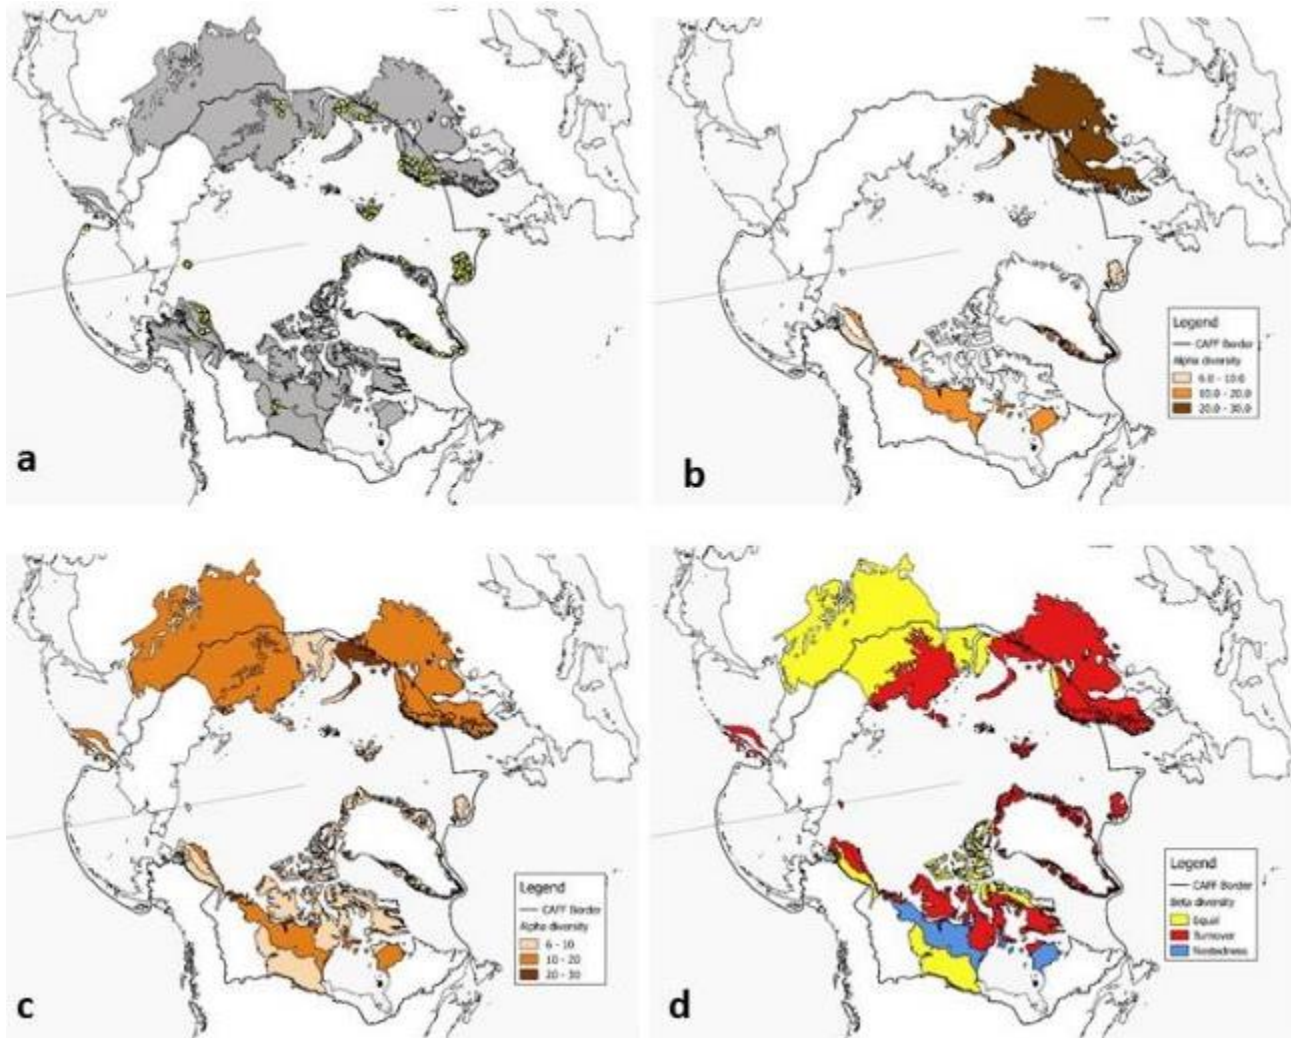 a
b
Legend
CAFF Border
Alpha diversity
6.0 - 10.0
10.0 - 20.0
20.0 - 30.0
c
Legend
CAFF Border
Alpha diversity
6 - 10
10 - 20
20 - 30
d
Legend
CAFF Border
Beta diversity
Equal
Turnover
Nestedness